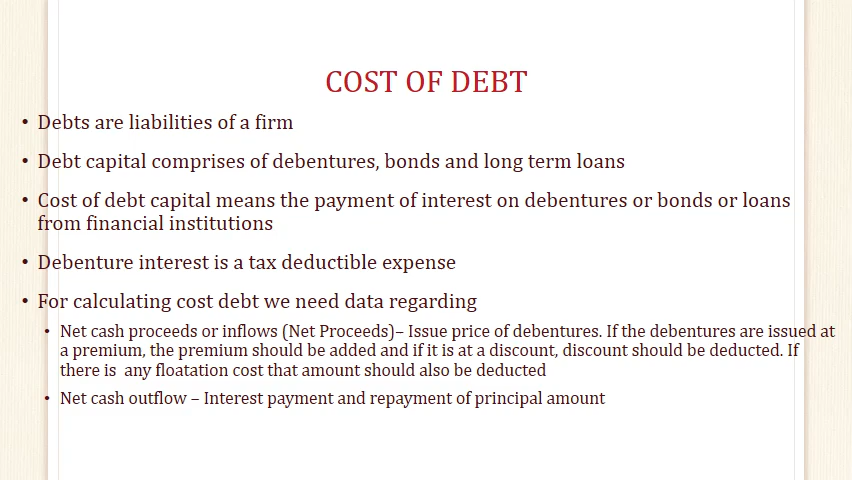 COST OF DEBT
• Debts are liabilities of a firm
• Debt capital comprises of debentures, bonds and long term loans
• Cost of debt capital means the payment of interest on debentures or bonds or loans
from financial institutions
• Debenture interest is a tax deductible expense
• For calculating cost debt we need data regarding
• Net cash proceeds or inflows (Net Proceeds)– Issue price of debentures. If the debentures are issued at
a premium, the premium should be added and if it is at a discount, discount should be deducted. If
there is any floatation cost that amount should also be deducted
• Net cash outflow – Interest payment and repayment of principal amount